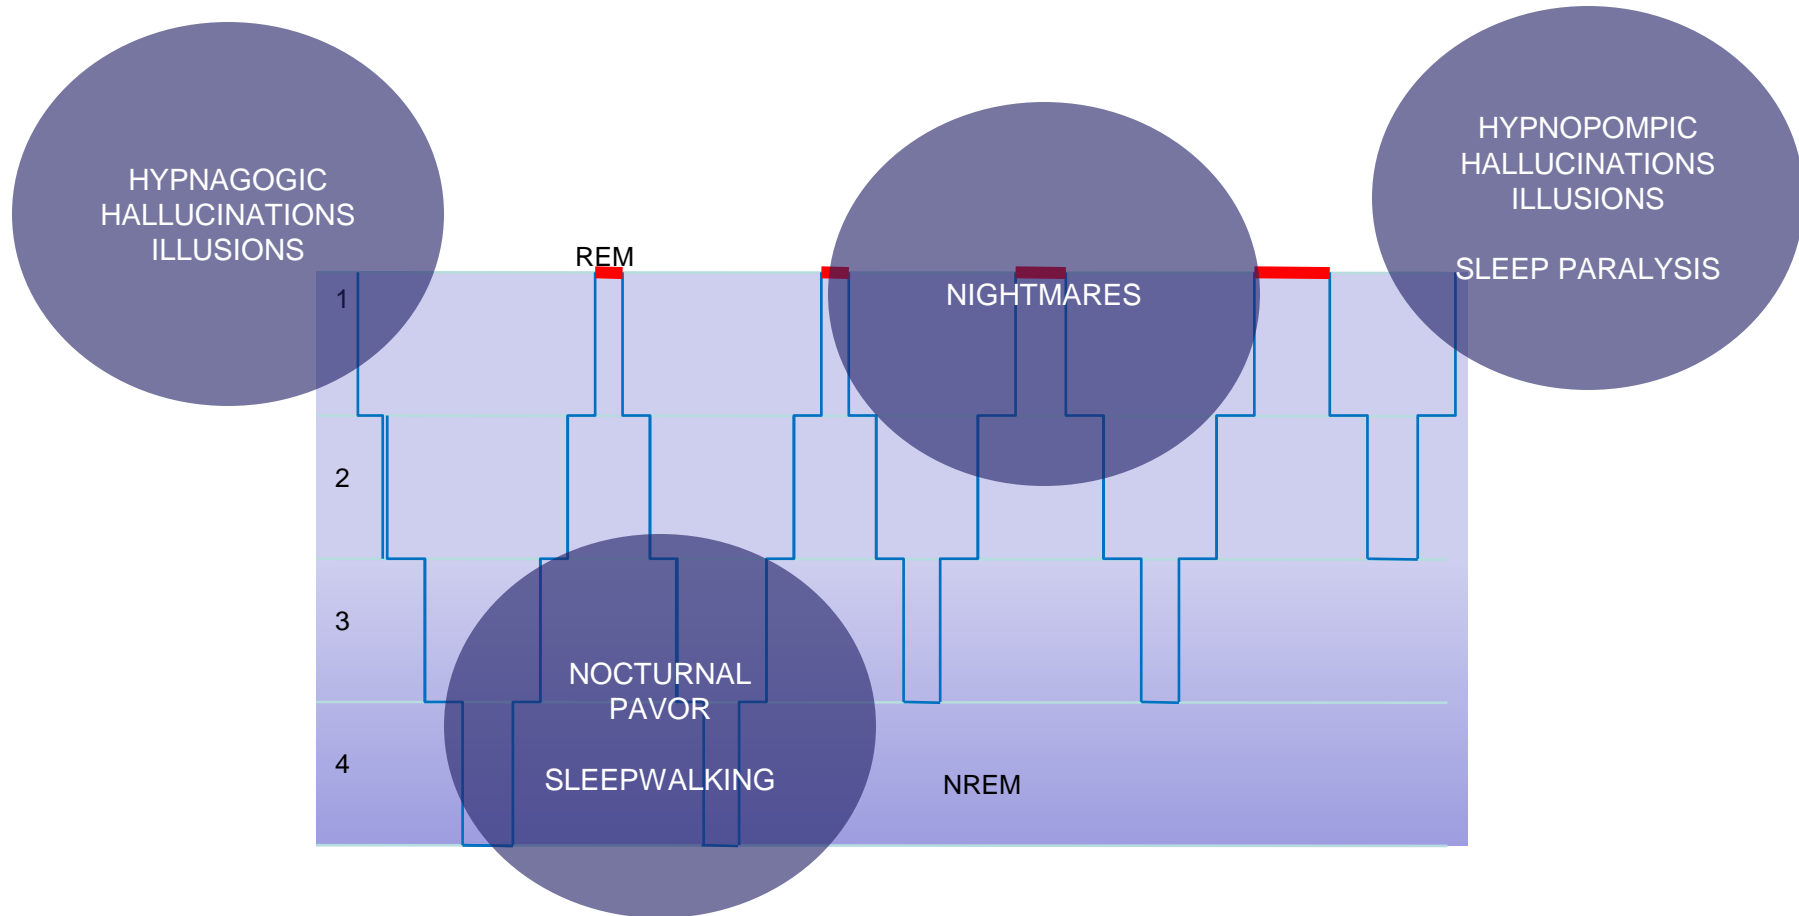 HYPNAGOGIC
HALLUCINATIONS
ILLUSIONS
HYPNOPOMPIC
HALLUCINATIONS
ILLUSIONS
SLEEP PARALYSIS
REM
NIGHTMARES
1
2
3
4
NOCTURNAL
PAVOR
SLEEPWALKING
NREM